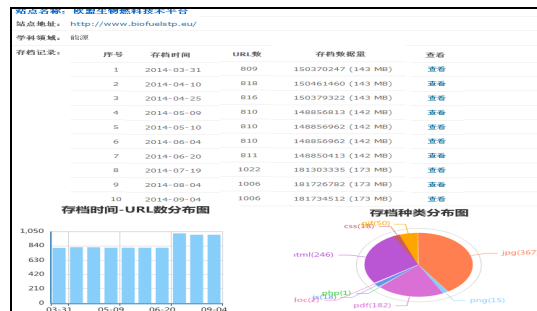 站点名称: 欧盟生物燃料技术平台
站点地址: http://www.biofuelstp.eu/
学科领域: 能源
存档记录: 序号 存档时间 URL数 存档数据量 查看
1 2014-03-31 809 150370247 (143 MB) 查看
2 2014-04-10 818 150461460 (143 MB) 查看
3 2014-04-25 816 150379322 (143 MB) 查看
4 2014-05-09 810 148856813 (142 MB) 查看
5 2014-05-10 810 148856962 (142 MB) 查看
6 2014-06-04 810 148856962 (142 MB) 查看
7 2014-06-20 811 148850413 (142 MB) 查看
8 2014-07-19 1022 181303335 (173 MB) 查看
9 2014-08-04 1006 181726782 (173 MB) 查看
10 2014-09-04 1006 181734512 (173 MB) 查看
存档时间-URL数分布图
1,050
840
630
420
210
0
03-31 05-09 06-20 09-04
存档种类分布图
gif(50)
css(18)
html(246)
jpg(367
php(1)
js(18)
doc(2)
pdf(182)
png(15)